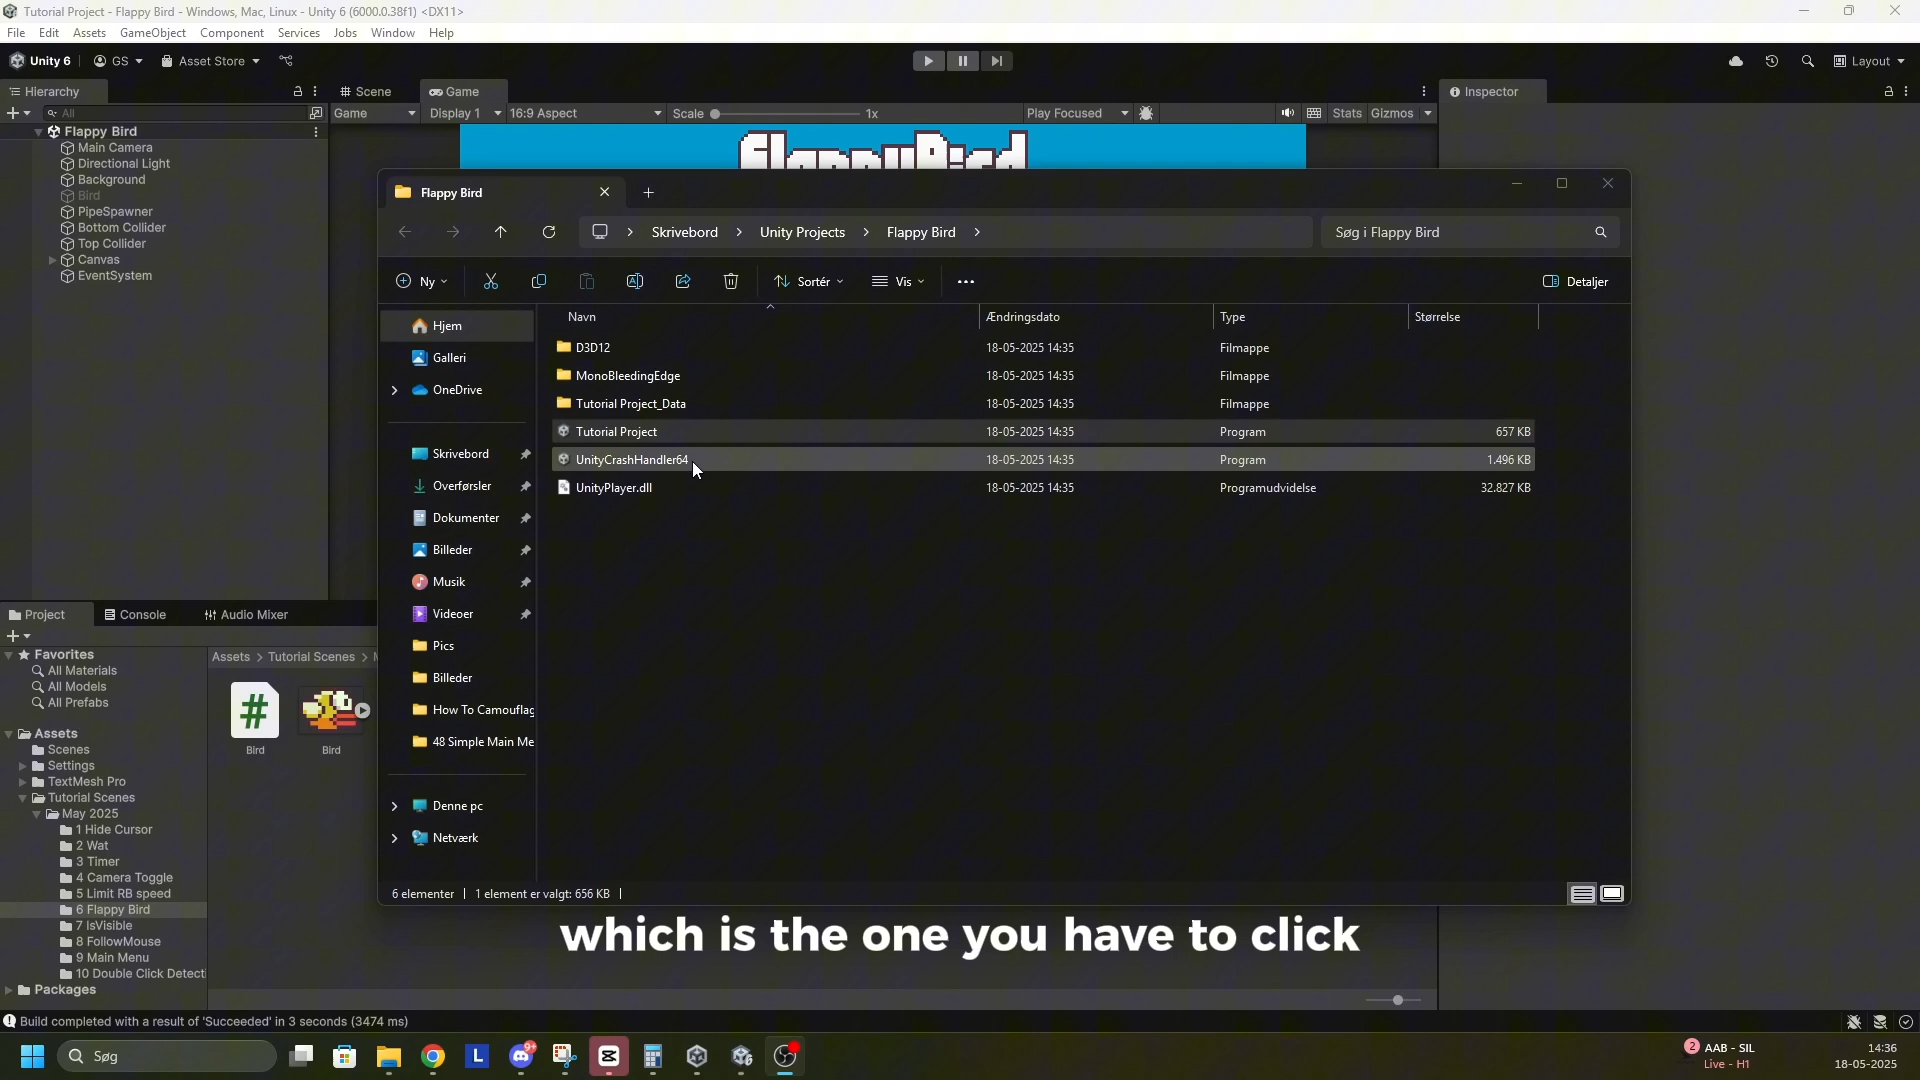 Tutorial Project - Flappy Bird - Windows, Mac, Linux - Unity 6 (6000.0.38f1) <DX11>
File Edit Assets GameObject Component Services Jobs Window Help
Unity 6 GS Asset Store Layout
Hierarchy
Scene Game
Inspector
All
Game Display 1 16:9 Aspect Scale 1x Play Focused Stats Gizmos
Flappy Bird
Main Camera
Directional Light
Background
Bird
PipeSpawner
Bottom Collider
Top Collider
Canvas
EventSystem
FlappyBird
Flappy Bird
Skrivebord > Unity Projects > Flappy Bird >
Søg i Flappy Bird
Ny Sortér Vis Detaljer
Hjem
Galleri
OneDrive
Skrivebord
Overførsler
Dokumenter
Billeder
Musik
Videoer
Pics
Billeder
How To Camouflag
48 Simple Main Me
Denne pc
Netværk
Navn Ændringsdato Type Størrelse
D3D12 18-05-2025 14:35 Filmappe
MonoBleedingEdge 18-05-2025 14:35 Filmappe
Tutorial Project_Data 18-05-2025 14:35 Filmappe
Tutorial Project 18-05-2025 14:35 Program 657 KB
UnityCrashHandler64 18-05-2025 14:35 Program 1.496 KB
UnityPlayer.dll 18-05-2025 14:35 Programudvidelse 32.827 KB
6 elementer 1 element er valgt: 656 KB
Project Console Audio Mixer
Favorites
All Materials
All Models
All Prefabs
Assets
Scenes
Settings
TextMesh Pro
Tutorial Scenes
May 2025
1 Hide Cursor
2 Wat
3 Timer
4 Camera Toggle
5 Limit RB speed
6 Flappy Bird
7 IsVisible
8 FollowMouse
9 Main Menu
10 Double Click Detecti
Packages
Assets > Tutorial Scenes >
Bird Bird
which is the one you have to click
Build completed with a result of 'Succeeded' in 3 seconds (3474 ms)
Søg
9+
2
AAB - SIL
Live - H1
14:36
18-05-2025